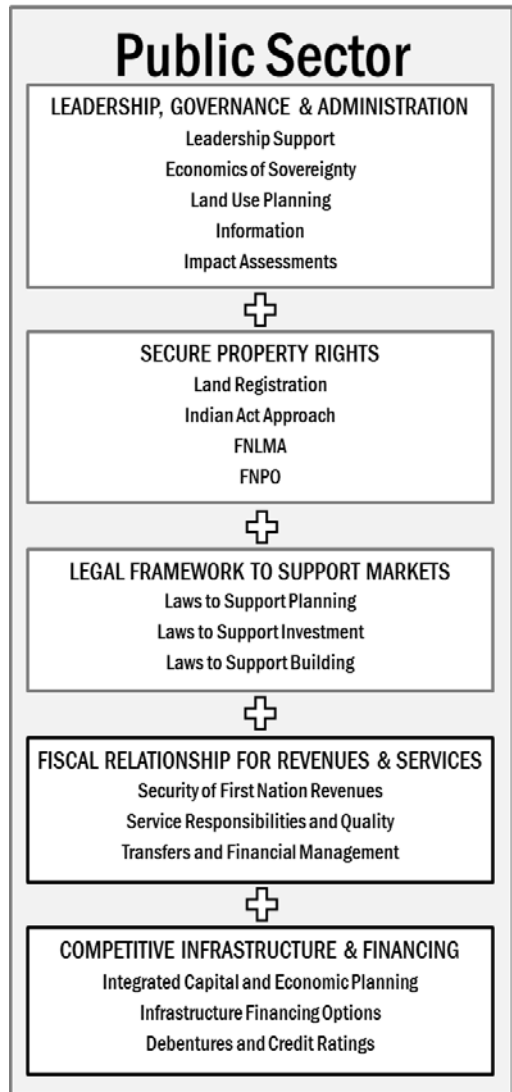 Public Sector
LEADERSHIP, GOVERNANCE & ADMINISTRATION
Leadership Support
Economics of Sovereignty
Land Use Planning
Information
Impact Assessments
SECURE PROPERTY RIGHTS
Land Registration
Indian Act Approach
FNLMA
FNPO
LEGAL FRAMEWORK TO SUPPORT MARKETS
Laws to Support Planning
Laws to Support Investment
Laws to Support Building
FISCAL RELATIONSHIP FOR REVENUES & SERVICES
Security of First Nation Revenues
Service Responsibilities and Quality
Transfers and Financial Management
COMPETITIVE INFRASTRUCTURE & FINANCING
Integrated Capital and Economic Planning
Infrastructure Financing Options
Debentures and Credit Ratings